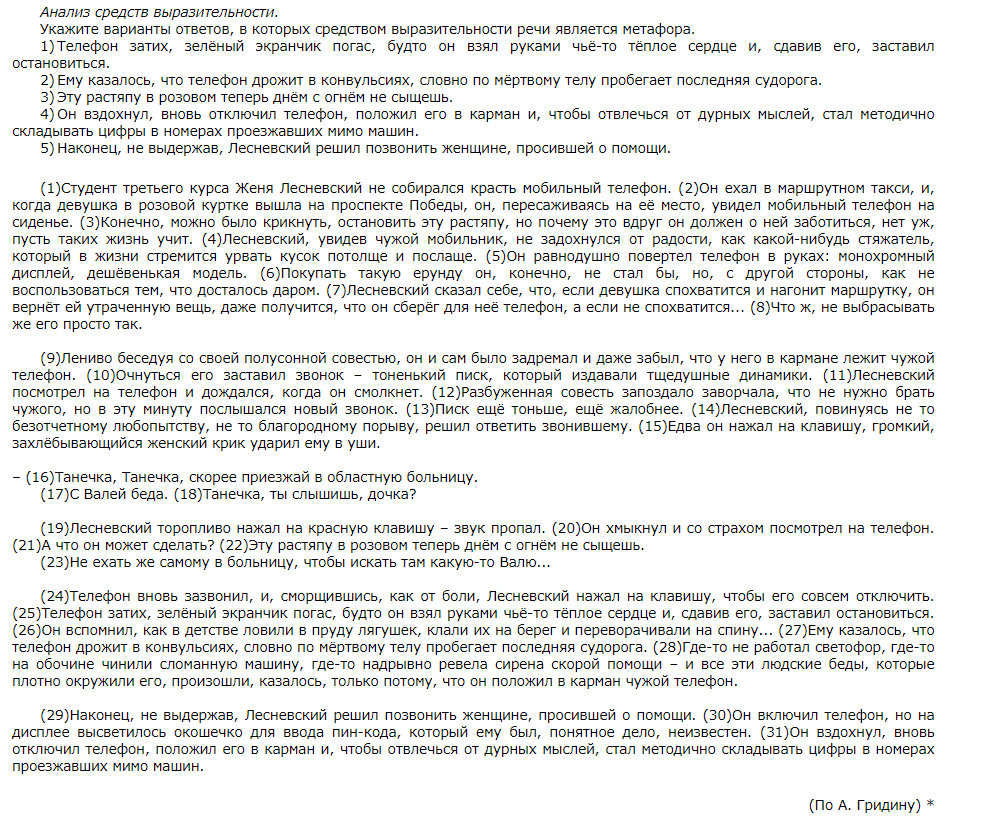 Анализ средств выразительности.
Укажите варианты ответов, в которых средством выразительности речи является метафора.
1) Телефон затих, зелёный экранчик погас, будто он взял руками чьё-то тёплое сердце и, сдавив его, заставил
остановиться.
2) Ему казалось, что телефон дрожит в конвульсиях, словно по мёртвому телу пробегает последняя судорога.
3) Эту растяпу в розовом теперь днём с огнём не сыщешь.
4) Он вздохнул, вновь отключил телефон, положил его в карман и, чтобы отвлечься от дурных мыслей, стал методично
складывать цифры в номерах проезжавших мимо машин.
5) Наконец, не выдержав, Лесневский решил позвонить женщине, просившей о помощи.
(1)Студент третьего курса Женя Лесневский не собирался красть мобильный телефон. (2)Он ехал в маршрутном такси, и,
когда девушка в розовой куртке вышла на проспекте Победы, он, пересаживаясь на её место, увидел мобильный телефон на
сиденье. (3)Конечно, можно было крикнуть, остановить эту растяпу, но почему это вдруг он должен о ней заботиться, нет уж,
пусть таких жизнь учит. (4)Лесневский, увидев чужой мобильник, не задохнулся от радости, как какой-нибудь стяжатель,
который в жизни стремится урвать кусок потолще и послаще. (5)Он равнодушно повертел телефон в руках: монохромный
дисплей, дешёвенькая модель. (6)Покупать такую ерунду он, конечно, не стал бы, но, с другой стороны, как не
воспользоваться тем, что досталось даром. (7)Лесневский сказал себе, что, если девушка спохватится и нагонит маршрутку, он
вернёт ей утраченную вещь, даже получится, что он сберёг для неё телефон, а если не спохватится... (8)Что ж, не выбрасывать
же его просто так.
(9)Лениво беседуя со своей полусонной совестью, он и сам было задремал и даже забыл, что у него в кармане лежит чужой
телефон. (10)Очнуться его заставил звонок – тоненький писк, который издавали тщедушные динамики. (11)Лесневский
посмотрел на телефон и дождался, когда он смолкнет. (12)Разбуженная совесть запоздало заворчала, что не нужно брать
чужого, но в эту минуту послышался новый звонок. (13)Писк ещё тоньше, ещё жалобнее. (14)Лесневский, повинуясь не то
безотчетному любопытству, не то благородному порыву, решил ответить звонившему. (15)Едва он нажал на клавишу, громкий,
захлёбывающийся женский крик ударил ему в уши.
– (16)Танечка, Танечка, скорее приезжай в областную больницу.
(17)С Валей беда. (18)Танечка, ты слышишь, дочка?
(19)Лесневский торопливо нажал на красную клавишу – звук пропал. (20)Он хмыкнул и со страхом посмотрел на телефон.
(21)А что он может сделать? (22)Эту растяпу в розовом теперь днём с огнём не сыщешь.
(23)Не ехать же самому в больницу, чтобы искать там какую-то Валю...
(24)Телефон вновь зазвонил, и, сморщившись, как от боли, Лесневский нажал на клавишу, чтобы его совсем отключить.
(25)Телефон затих, зелёный экранчик погас, будто он взял руками чьё-то тёплое сердце и, сдавив его, заставил остановиться.
(26)Он вспомнил, как в детстве ловили в пруду лягушек, клали их на берег и переворачивали на спину... (27)Ему казалось, что
телефон дрожит в конвульсиях, словно по мёртвому телу пробегает последняя судорога. (28)Где-то не работал светофор, где-то
на обочине чинили сломанную машину, где-то надрывно ревела сирена скорой помощи – и все эти людские беды, которые
плотно окружили его, произошли, казалось, только потому, что он положил в карман чужой телефон.
(29)Наконец, не выдержав, Лесневский решил позвонить женщине, просившей о помощи. (30)Он включил телефон, но на
дисплее высветилось окошечко для ввода пин-кода, который ему был, понятное дело, неизвестен. (31)Он вздохнул, вновь
отключил телефон, положил его в карман и, чтобы отвлечься от дурных мыслей, стал методично складывать цифры в номерах
проезжавших мимо машин.
(По А. Гридину) *